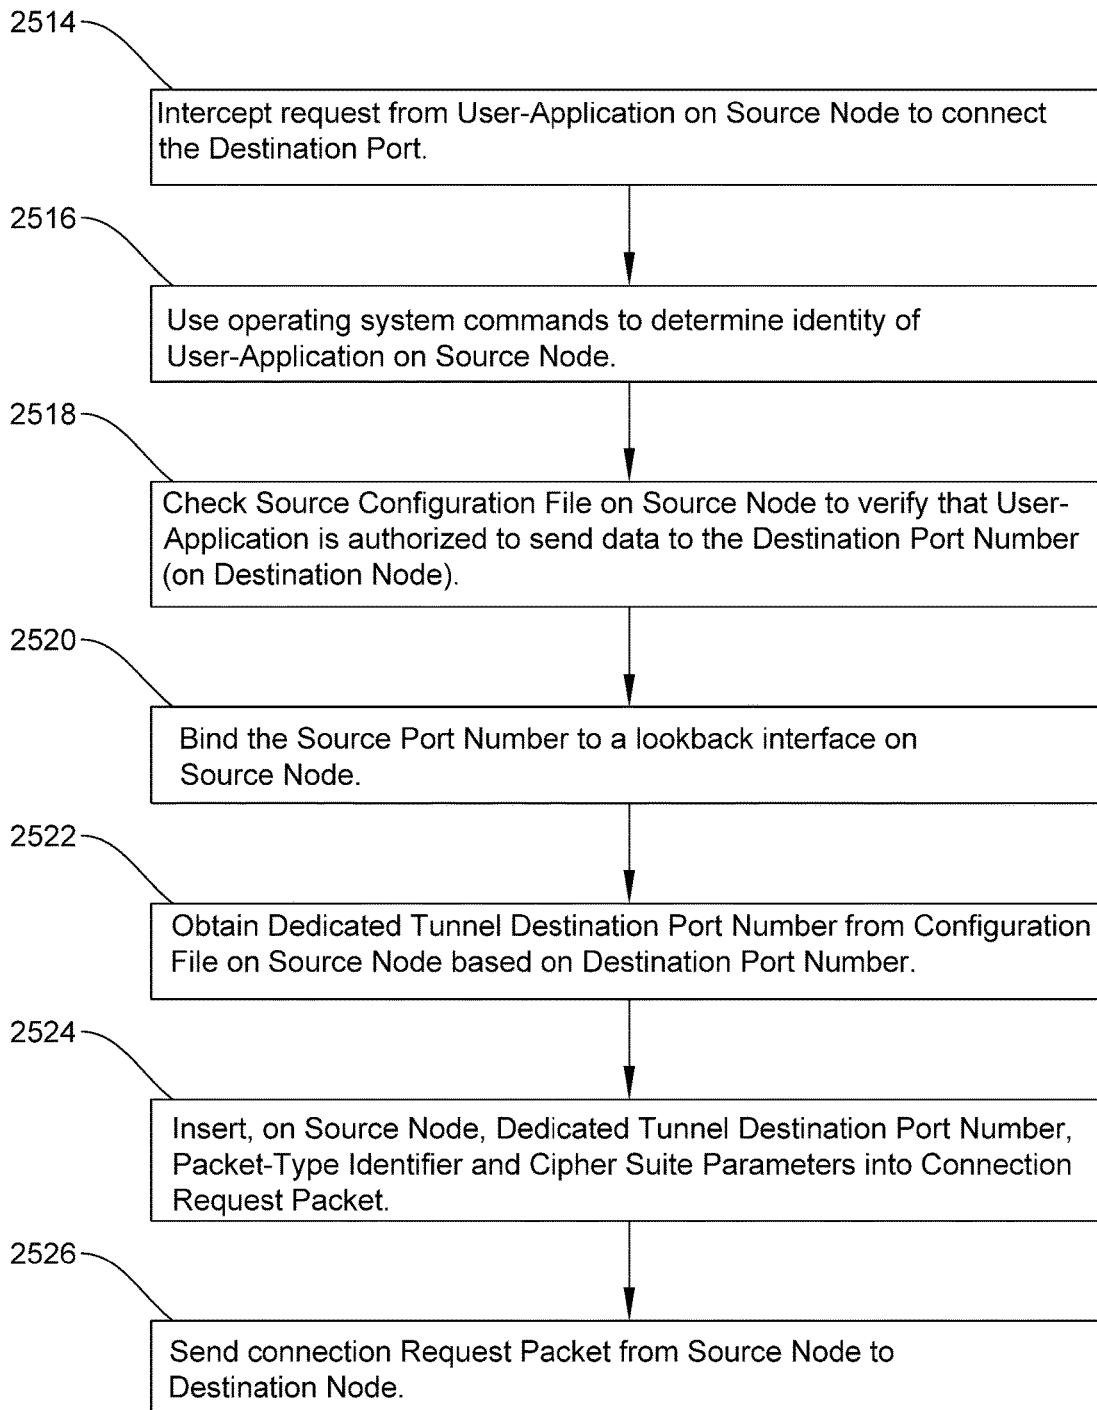 2514
Intercept request from User-Application on Source Node to connect
the Destination Port.
2516
Use operating system commands to determine identity of
User-Application on Source Node.
2518
Check Source Configuration File on Source Node to verify that User-
Application is authorized to send data to the Destination Port Number
(on Destination Node).
2520
Bind the Source Port Number to a lookback interface on
Source Node.
2522
Obtain Dedicated Tunnel Destination Port Number from Configuration
File on Source Node based on Destination Port Number.
2524
Insert, on Source Node, Dedicated Tunnel Destination Port Number,
Packet-Type Identifier and Cipher Suite Parameters into Connection
Request Packet.
2526
Send connection Request Packet from Source Node to
Destination Node.